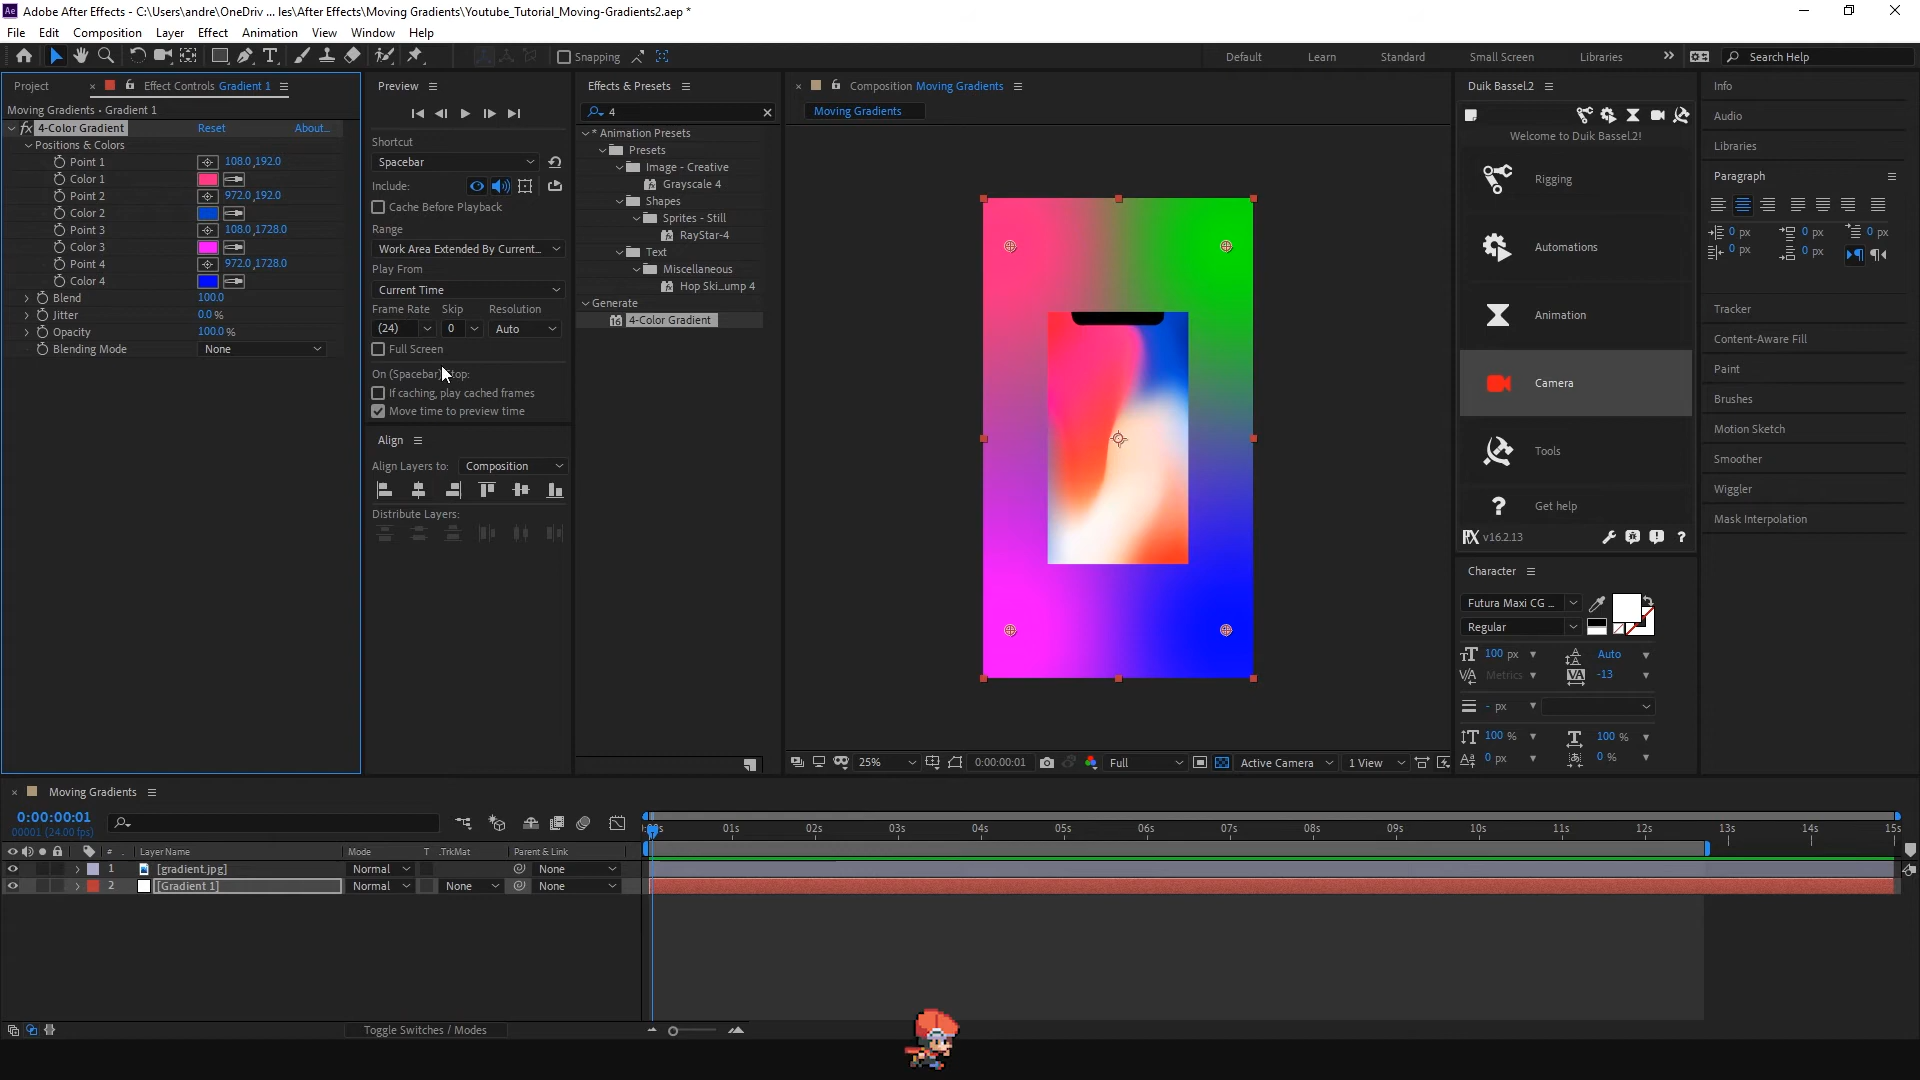 Ae Adobe After Effects - C:\Users\andre\OneDriv ... les\After Effects\Moving Gradients\Youtube_Tutorial_Moving-Gradients2.aep *
File Edit Composition Layer Effect Animation View Window Help
Snapping
Default Learn Standard Small Screen Libraries
Search Help
Project
Effect Controls Gradient 1
Moving Gradients • Gradient 1
fx 4-Color Gradient Reset About...
Positions & Colors
Point 1 108.0,192.0
Color 1
Point 2 972.0,192.0
Color 2
Point 3 108.0,1728.0
Color 3
Point 4 972.0,1728.0
Color 4
Blend 100.0
Jitter 0.0 %
Opacity 100.0 %
Blending Mode None
Preview
Shortcut
Spacebar
Include:
Cache Before Playback
Range
Work Area Extended By Current...
Play From
Current Time
Frame Rate Skip Resolution
(24) 0 Auto
Full Screen
On (Spacebar) Stop:
If caching, play cached frames
Move time to preview time
Align
Align Layers to: Composition
Distribute Layers:
Effects & Presets
4
* Animation Presets
Presets
Image - Creative
Grayscale 4
Shapes
Sprites - Still
RayStar-4
Text
Miscellaneous
Hop Ski...ump 4
Generate
4-Color Gradient
Composition Moving Gradients
Moving Gradients
25% 0:00:00:01 Full Active Camera 1 View
Duik Bassel.2
Welcome to Duik Bassel.2!
Rigging
Automations
Animation
Camera
Tools
Get help
v16.2.13
Character
Futura Maxi CG ...
Regular
100 px Auto
Metrics -13
- px
100 % 100 %
0 px 0 %
Info
Audio
Libraries
Paragraph
0 px 0 px 0 px
0 px 0 px
Tracker
Content-Aware Fill
Paint
Brushes
Motion Sketch
Smoother
Wiggler
Mask Interpolation
Moving Gradients
0:00:00:01
00001 (24.00 fps)
# Layer Name Mode T .TrkMat Parent & Link
1 [gradient.jpg] Normal None
2 [Gradient 1] Normal None None
01s 02s 03s 04s 05s 06s 07s 08s 09s 10s 11s 12s 13s 14s 15s
Toggle Switches / Modes